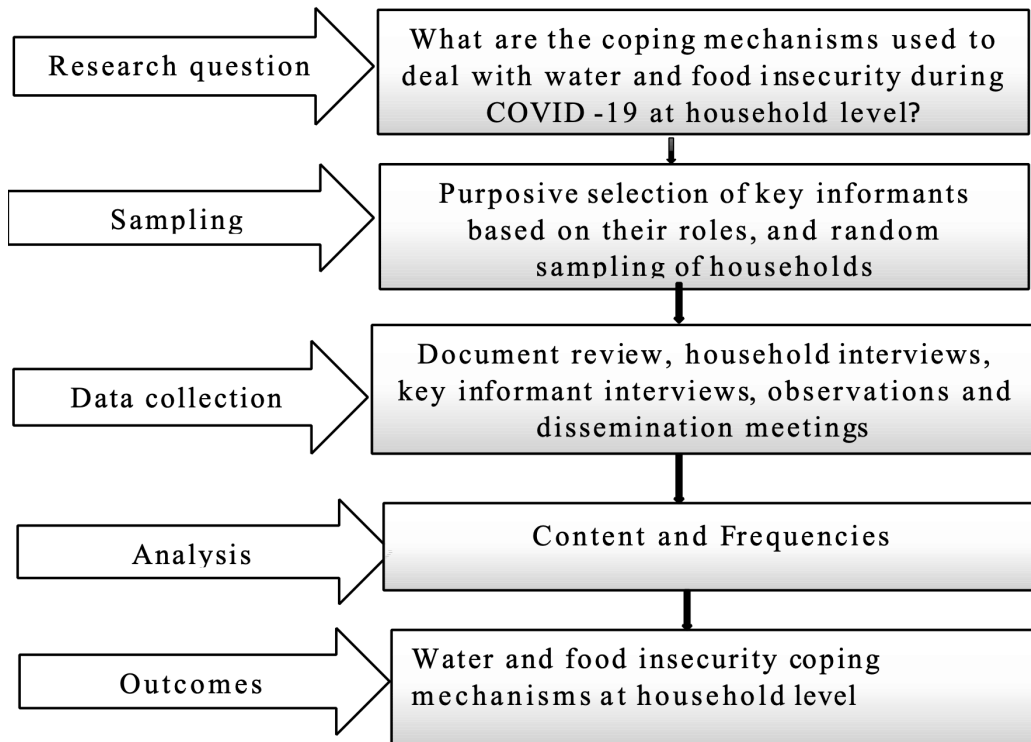 Research question
What are the coping mechanisms used to
deal with water and food insecurity during
COVID -19 at household level?
Sampling
Purposive selection of key informants
based on their roles, and random
sampling of households
Data collection
Document review, household interviews,
key informant interviews, observations and
dissemination meetings
Analysis
Content and Frequencies
Outcomes
Water and food insecurity coping
mechanisms at household level